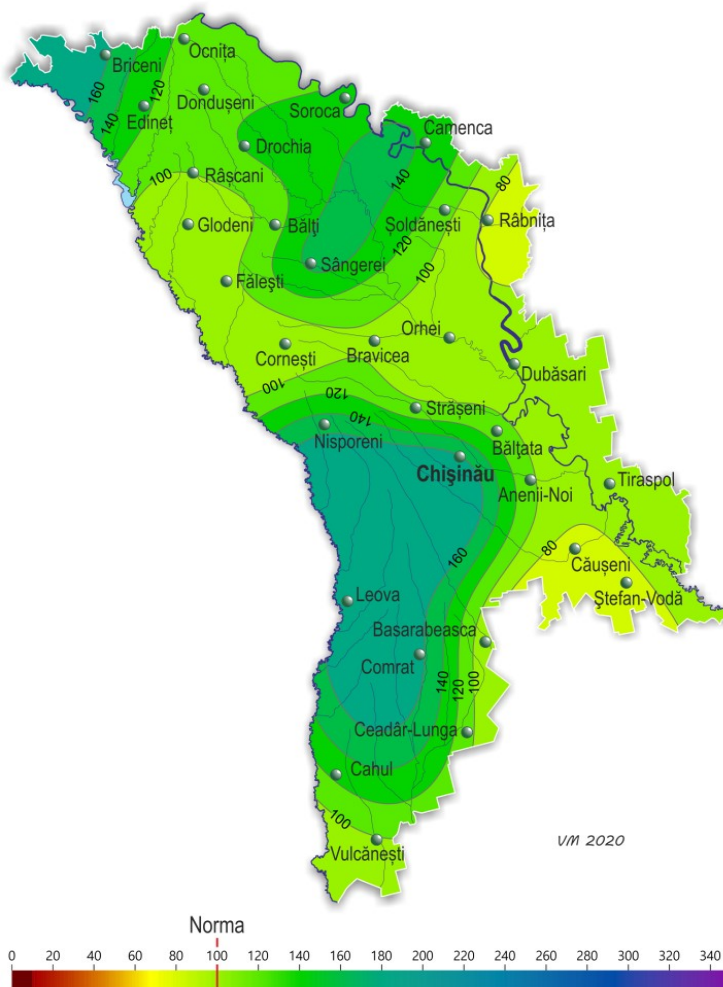 Ocnița
Briceni
160
120
Dondușeni
140
Edineț
Soroca
Camenca
Drochia
100
Râșcani
140
80
Glodeni
Bălți
Șoldănești
Râbnița
120
Sângerei
100
Fălești
Orhei
Cornești
Bravicea
Dubăsari
100
120
Strășeni
140
Nisporeni
Bălțata
Chișinău
Anenii-Noi
Tiraspol
160
80
Căușeni
Ștefan-Vodă
Leova
Basarabeasca
Comrat
140
120
100
Ceadâr-Lunga
Cahul
100
Vulcănești
VM 2020
Norma
0 20 40 60 80 100 120 140 160 180 200 220 240 260 280 300 320 340